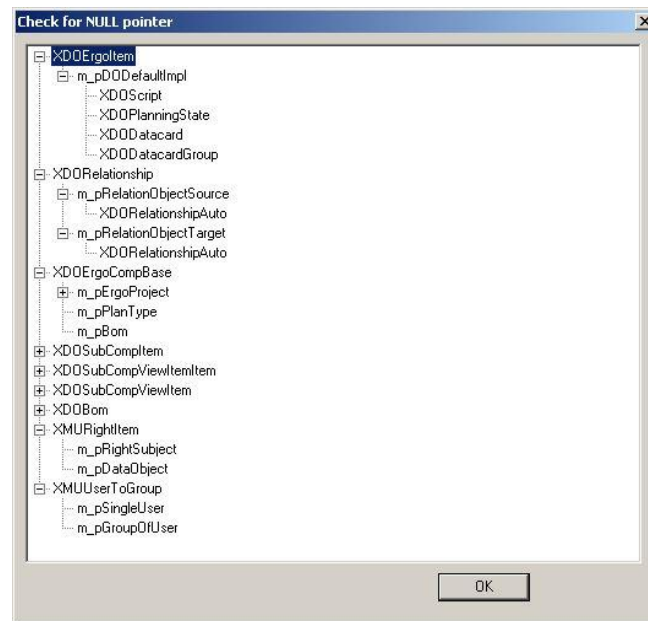 Check for NULL pointer
XDOErgoItem
m_pDODefaultImpl
XDOScript
XDOPlanningState
XDODatacard
XDODatacardGroup
XDORelationship
m_pRelationObjectSource
XDORelationshipAuto
m_pRelationObjectTarget
XDORelationshipAuto
XDOErgoCompBase
m_pErgoProject
m_pPlanType
m_pBom
XDOSubCompItem
XDOSubCompViewItemItem
XDOSubCompViewItem
XDOBom
XMURightItem
m_pRightSubject
m_pDataObject
XMUUserToGroup
m_pSingleUser
m_pGroupOfUser
OK